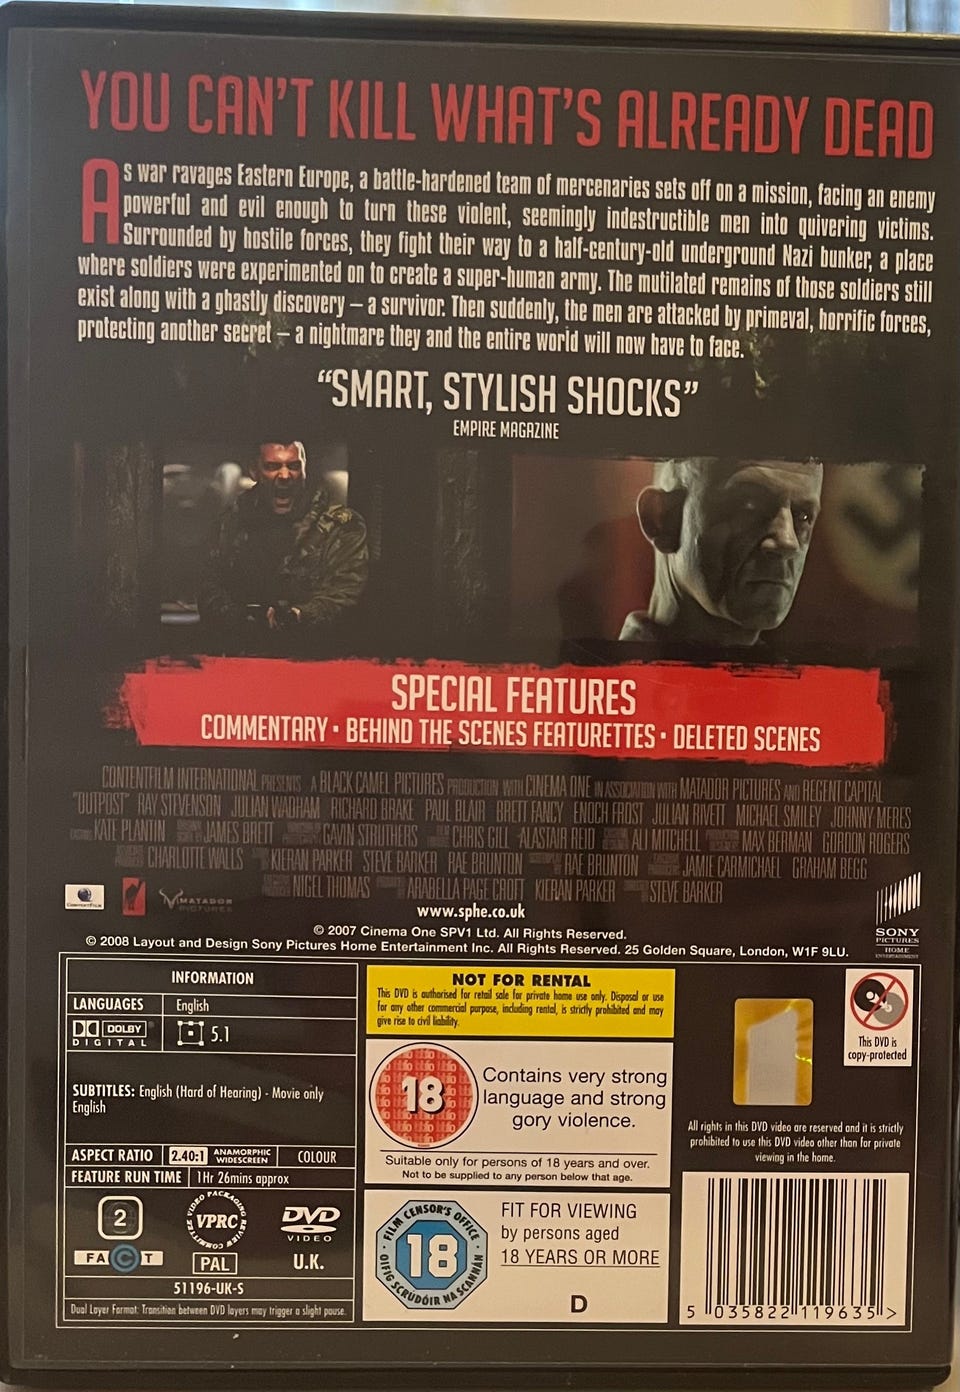 YOU CAN'T KILL WHAT'S ALREADY DEAD
As war ravages Eastern Europe, a battle-hardened team of mercenaries sets off on a mission, facing an enemy
powerful and evil enough to turn these violent, seemingly indestructible men into quivering victims.
Surrounded by hostile forces, they fight their way to a half-century-old underground Nazi bunker, a place
where soldiers were experimented on to create a super-human army. The mutilated remains of those soldiers still
exist along with a ghastly discovery – a survivor. Then suddenly, the men are attacked by primeval, horrific forces,
protecting another secret – a nightmare they and the entire world will now have to face.
“SMART, STYLISH SHOCKS”
EMPIRE MAGAZINE
SPECIAL FEATURES
COMMENTARY · BEHIND THE SCENES FEATURETTES · DELETED SCENES
CONTENTFILM INTERNATIONAL PRESENTS A BLACK CAMEL PICTURES PRODUCTION WITH CINEMA ONE IN ASSOCIATION WITH MATADOR PICTURES AND REGENT CAPITAL
"OUTPOST" RAY STEVENSON JULIAN WADHAM RICHARD BRAKE PAUL BLAIR BRETT FANCY ENOCH FROST JULIAN RIVETT MICHAEL SMILEY JOHNNY MERES
KATE PLANTIN JAMES BRETT GAVIN STRUTHERS CHRIS GILL ALASTAIR REID ALI MITCHELL MAX BERMAN GORDON ROGERS
CHARLOTTE WALLS KIERAN PARKER STEVE BARKER RAE BRUNTON RAE BRUNTON JAMIE CARMICHAEL GRAHAM BEGG
NIGEL THOMAS ARABELLA PAGE CROFT KIERAN PARKER STEVE BARKER
CONTENTFILM
MATADOR
PICTURES
www.sphe.co.uk
SONY
PICTURES
HOME
ENTERTAINMENT
© 2007 Cinema One SPV1 Ltd. All Rights Reserved.
© 2008 Layout and Design Sony Pictures Home Entertainment Inc. All Rights Reserved. 25 Golden Square, London, W1F 9LU.
INFORMATION
LANGUAGES English
DOLBY
DIGITAL 5.1
SUBTITLES: English (Hard of Hearing) - Movie only
English
ASPECT RATIO 2.40:1 ANAMORPHIC WIDESCREEN COLOUR
FEATURE RUN TIME 1Hr 26mins approx
2 VIDEO PACKAGING REVIEW COMMITTEE VPRC DVD VIDEO
FACT PAL U.K.
51196-UK-S
Dual Layer Format: Transition between DVD layers may trigger a slight pause.
NOT FOR RENTAL
This DVD is authorised for retail sale for private home use only. Disposal or use
for any other commercial purpose, including rental, is strictly prohibited and may
give rise to civil liability.
18
Contains very strong
language and strong
gory violence.
Suitable only for persons of 18 years and over.
Not to be supplied to any person below that age.
FILM CENSOR'S OFFICE
18
OIFIG SCRÚDÓIR NA SCANNÁN
FIT FOR VIEWING
by persons aged
18 YEARS OR MORE
D
1
This DVD is
copy-protected
All rights in this DVD video are reserved and it is strictly
prohibited to use this DVD video other than for private
viewing in the home.
5 035822 119635 >